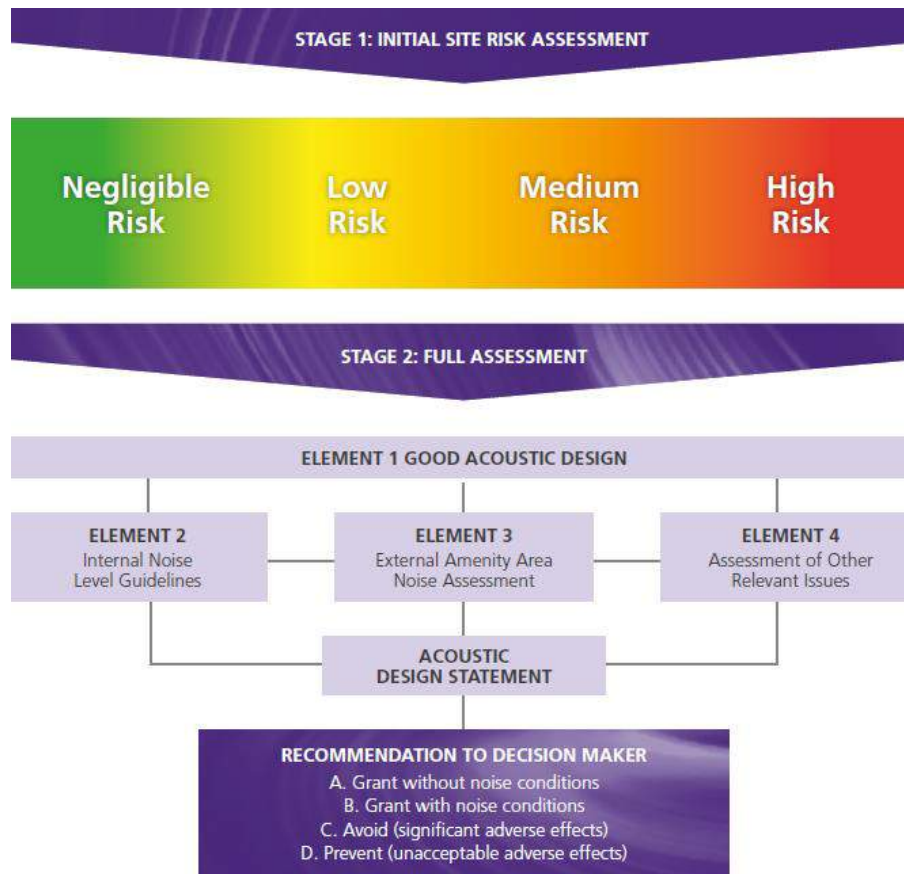 STAGE 1: INITIAL SITE RISK ASSESSMENT
Negligible
Risk
Low
Risk
Medium
Risk
High
Risk
STAGE 2: FULL ASSESSMENT
ELEMENT 1 GOOD ACOUSTIC DESIGN
ELEMENT 2
Internal Noise
Level Guidelines
ELEMENT 3
External Amenity Area
Noise Assessment
ELEMENT 4
Assessment of Other
Relevant Issues
ACOUSTIC
DESIGN STATEMENT
RECOMMENDATION TO DECISION MAKER
A. Grant without noise conditions
B. Grant with noise conditions
C. Avoid (significant adverse effects)
D. Prevent (unacceptable adverse effects)